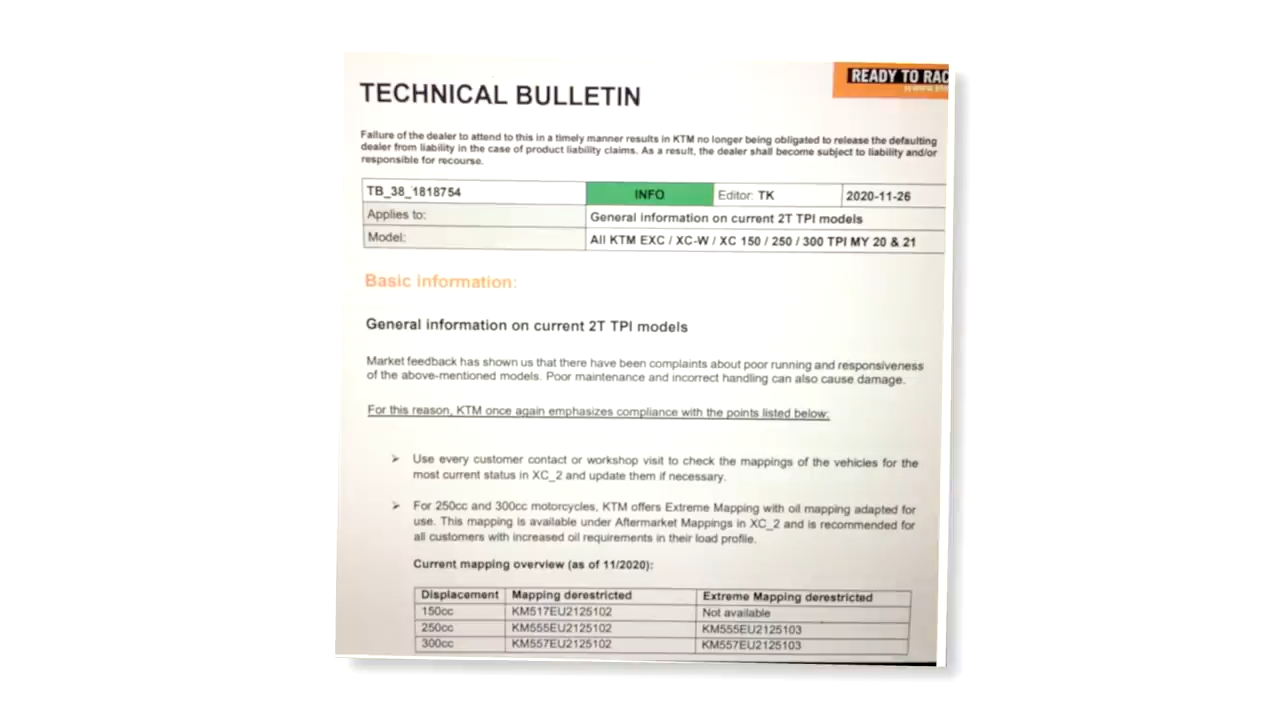 READY TO RAC
TECHNICAL BULLETIN
Failure of the dealer to attend to this in a timely manner results in KTM no longer being obligated to release the defaulting
dealer from liability in the case of product liability claims. As a result, the dealer shall become subject to liability and/or
responsible for recourse.
TB_38_1818754 INFO Editor: TK 2020-11-26
Applies to: General information on current 2T TPI models
Model: All KTM EXC / XC-W / XC 150 / 250 / 300 TPI MY 20 & 21
Basic information:
General information on current 2T TPI models
Market feedback has shown us that there have been complaints about poor running and responsiveness
of the above-mentioned models. Poor maintenance and incorrect handling can also cause damage.
For this reason, KTM once again emphasizes compliance with the points listed below:
➢ Use every customer contact or workshop visit to check the mappings of the vehicles for the
most current status in XC_2 and update them if necessary.
➢ For 250cc and 300cc motorcycles, KTM offers Extreme Mapping with oil mapping adapted for
use. This mapping is available under Aftermarket Mappings in XC_2 and is recommended for
all customers with increased oil requirements in their load profile.
Current mapping overview (as of 11/2020):
Displacement Mapping derestricted Extreme Mapping derestricted
150cc KM517EU2125102 Not available
250cc KM555EU2125102 KM555EU2125103
300cc KM557EU2125102 KM557EU2125103